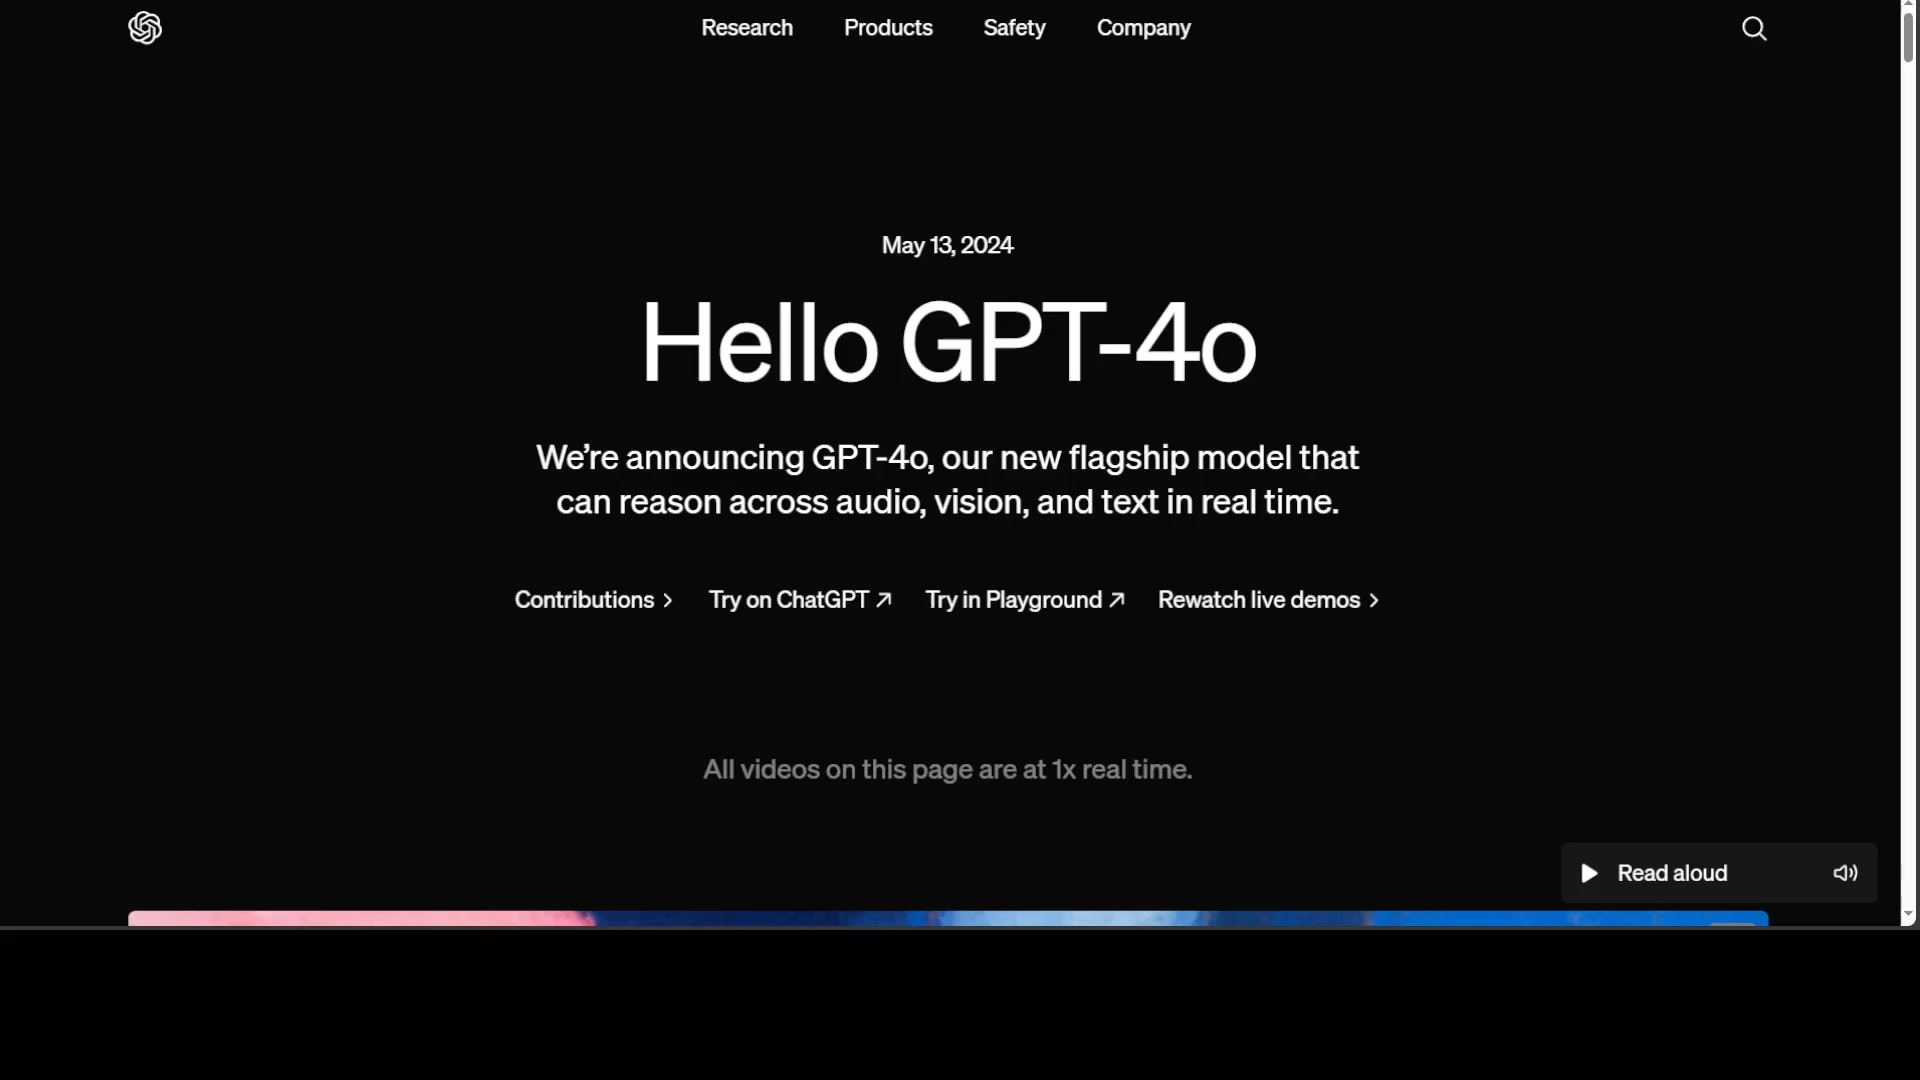 Research Products Safety Company
May 13, 2024
Hello GPT-4o
We’re announcing GPT-4o, our new flagship model that
can reason across audio, vision, and text in real time.
Contributions Try on ChatGPT Try in Playground Rewatch live demos
All videos on this page are at 1x real time.
Read aloud